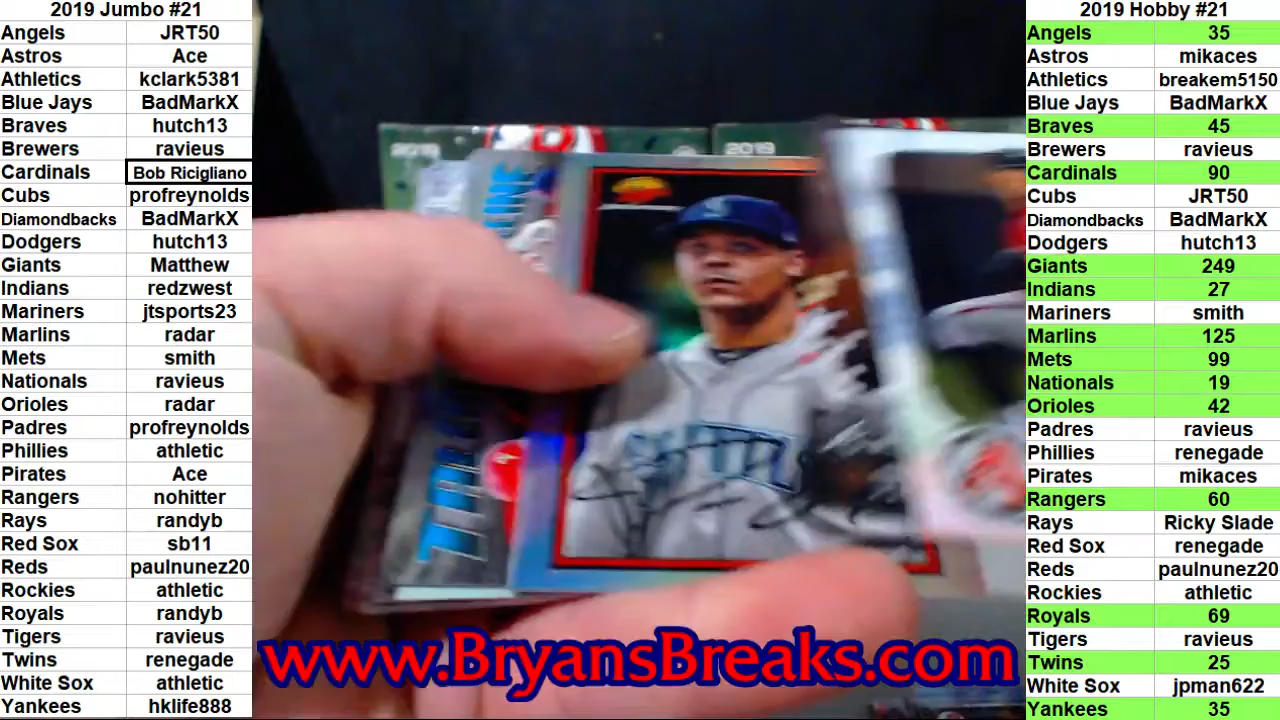 2019 Jumbo #21
Angels JRT50
Astros Ace
Athletics kclark5381
Blue Jays BadMarkX
Braves hutch13
Brewers ravieus
Cardinals Bob Ricigliano
Cubs profreynolds
Diamondbacks BadMarkX
Dodgers hutch13
Giants Matthew
Indians redzwest
Mariners jtsports23
Marlins radar
Mets smith
Nationals ravieus
Orioles radar
Padres profreynolds
Phillies athletic
Pirates Ace
Rangers nohitter
Rays randyb
Red Sox sb11
Reds paulnunez20
Rockies athletic
Royals randyb
Tigers ravieus
Twins renegade
White Sox athletic
Yankees hklife888
2019
2019
www.BryansBreaks.com
2019 Hobby #21
Angels 35
Astros mikaces
Athletics breakem5150
Blue Jays BadMarkX
Braves 45
Brewers ravieus
Cardinals 90
Cubs JRT50
Diamondbacks BadMarkX
Dodgers hutch13
Giants 249
Indians 27
Mariners smith
Marlins 125
Mets 99
Nationals 19
Orioles 42
Padres ravieus
Phillies renegade
Pirates mikaces
Rangers 60
Rays Ricky Slade
Red Sox renegade
Reds paulnunez20
Rockies athletic
Royals 69
Tigers ravieus
Twins 25
White Sox jpman622
Yankees 35